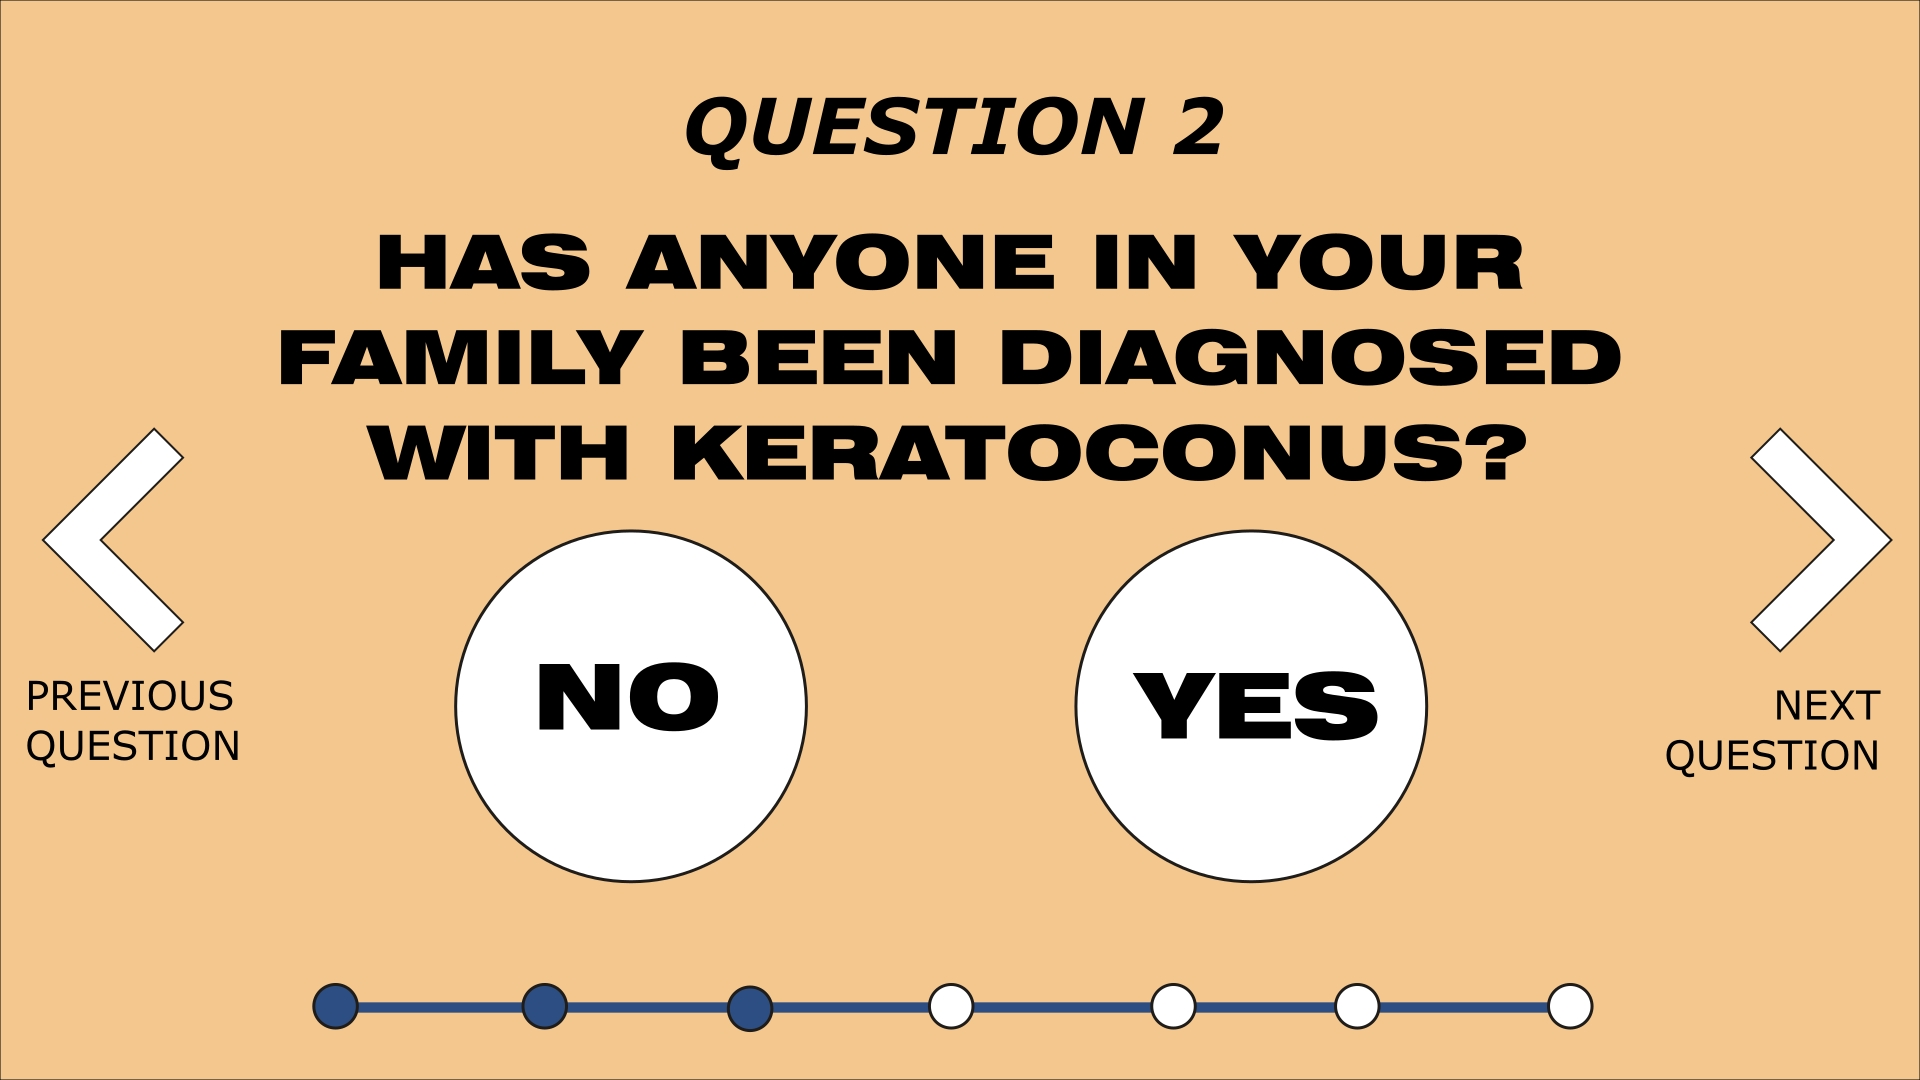 QUESTION 2
HAS ANYONE IN YOUR
FAMILY BEEN DIAGNOSED
WITH KERATOCONUS?
NO
YES
PREVIOUS
QUESTION
NEXT
QUESTION